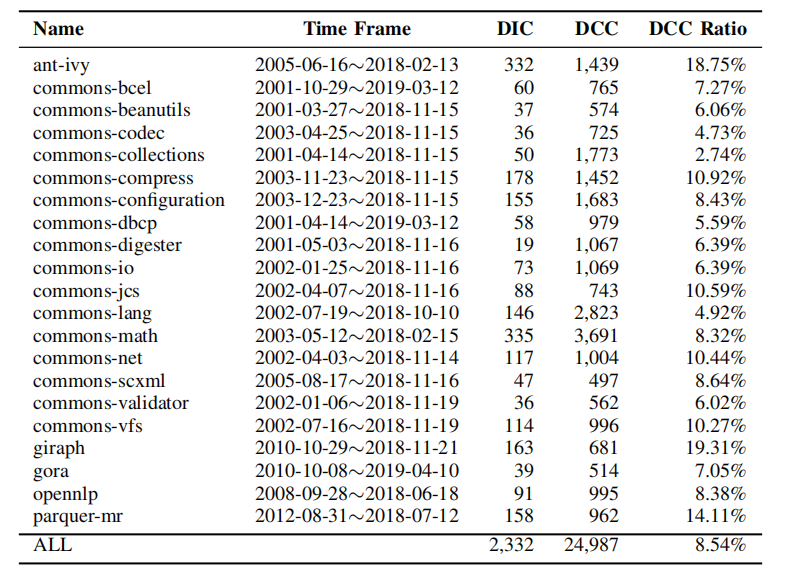 Name Time Frame DIC DCC DCC Ratio
ant-ivy 2005-06-16∼2018-02-13 332 1,439 18.75%
commons-bcel 2001-10-29∼2019-03-12 60 765 7.27%
commons-beanutils 2001-03-27∼2018-11-15 37 574 6.06%
commons-codec 2003-04-25∼2018-11-15 36 725 4.73%
commons-collections 2001-04-14∼2018-11-15 50 1,773 2.74%
commons-compress 2003-11-23∼2018-11-15 178 1,452 10.92%
commons-configuration 2003-12-23∼2018-11-15 155 1,683 8.43%
commons-dbcp 2001-04-14∼2019-03-12 58 979 5.59%
commons-digester 2001-05-03∼2018-11-16 19 1,067 6.39%
commons-io 2002-01-25∼2018-11-16 73 1,069 6.39%
commons-jcs 2002-04-07∼2018-11-16 88 743 10.59%
commons-lang 2002-07-19∼2018-10-10 146 2,823 4.92%
commons-math 2003-05-12∼2018-02-15 335 3,691 8.32%
commons-net 2002-04-03∼2018-11-14 117 1,004 10.44%
commons-scxml 2005-08-17∼2018-11-16 47 497 8.64%
commons-validator 2002-01-06∼2018-11-19 36 562 6.02%
commons-vfs 2002-07-16∼2018-11-19 114 996 10.27%
giraph 2010-10-29∼2018-11-21 163 681 19.31%
gora 2010-10-08∼2019-04-10 39 514 7.05%
opennlp 2008-09-28∼2018-06-18 91 995 8.38%
parquer-mr 2012-08-31∼2018-07-12 158 962 14.11%
ALL 2,332 24,987 8.54%